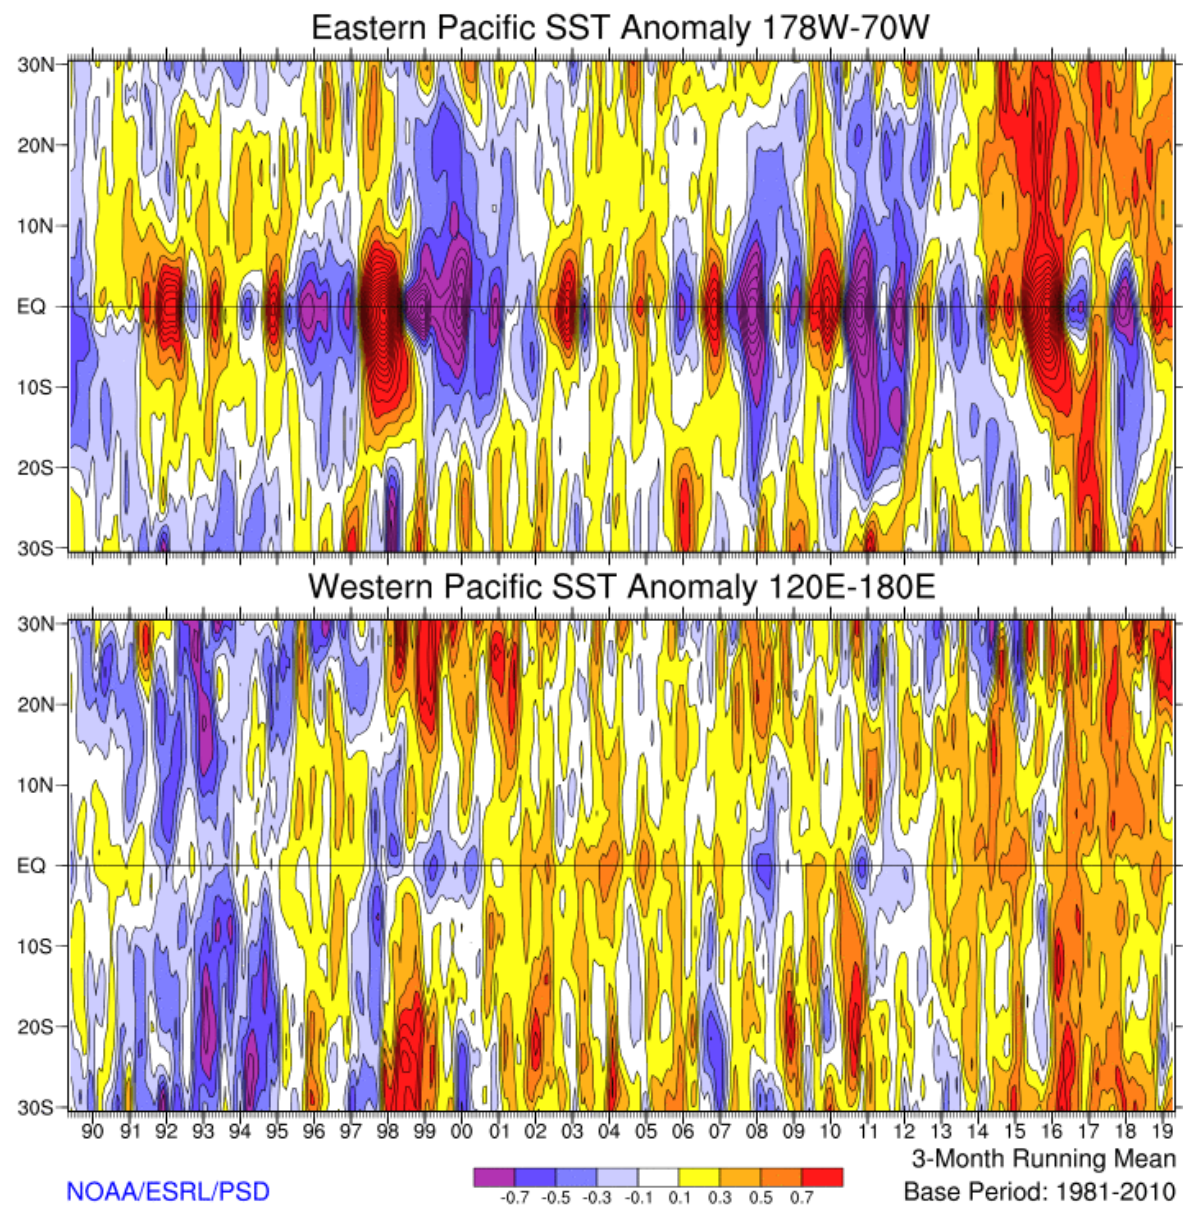 Eastern Pacific SST Anomaly 178W-70W
30N
20N
10N
EQ
10S
20S
30S
Western Pacific SST Anomaly 120E-180E
30N
20N
10N
EQ
10S
20S
30S
90 91 92 93 94 95 96 97 98 99 00 01 02 03 04 05 06 07 08 09 10 11 12 13 14 15 16 17 18 19
3-Month Running Mean
NOAA/ESRL/PSD
-0.7 -0.5 -0.3 -0.1 0.1 0.3 0.5 0.7
Base Period: 1981-2010